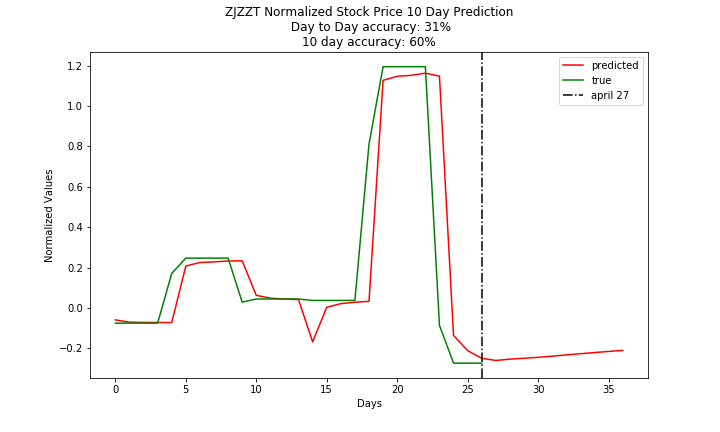 ZJZZT Normalized Stock Price 10 Day Prediction
Day to Day accuracy: 31%
10 day accuracy: 60%
predicted
true
april 27
1.2
1.0
0.8
0.6
0.4
0.2
0.0
−0.2
Normalized Values
0 5 10 15 20 25 30 35
Days